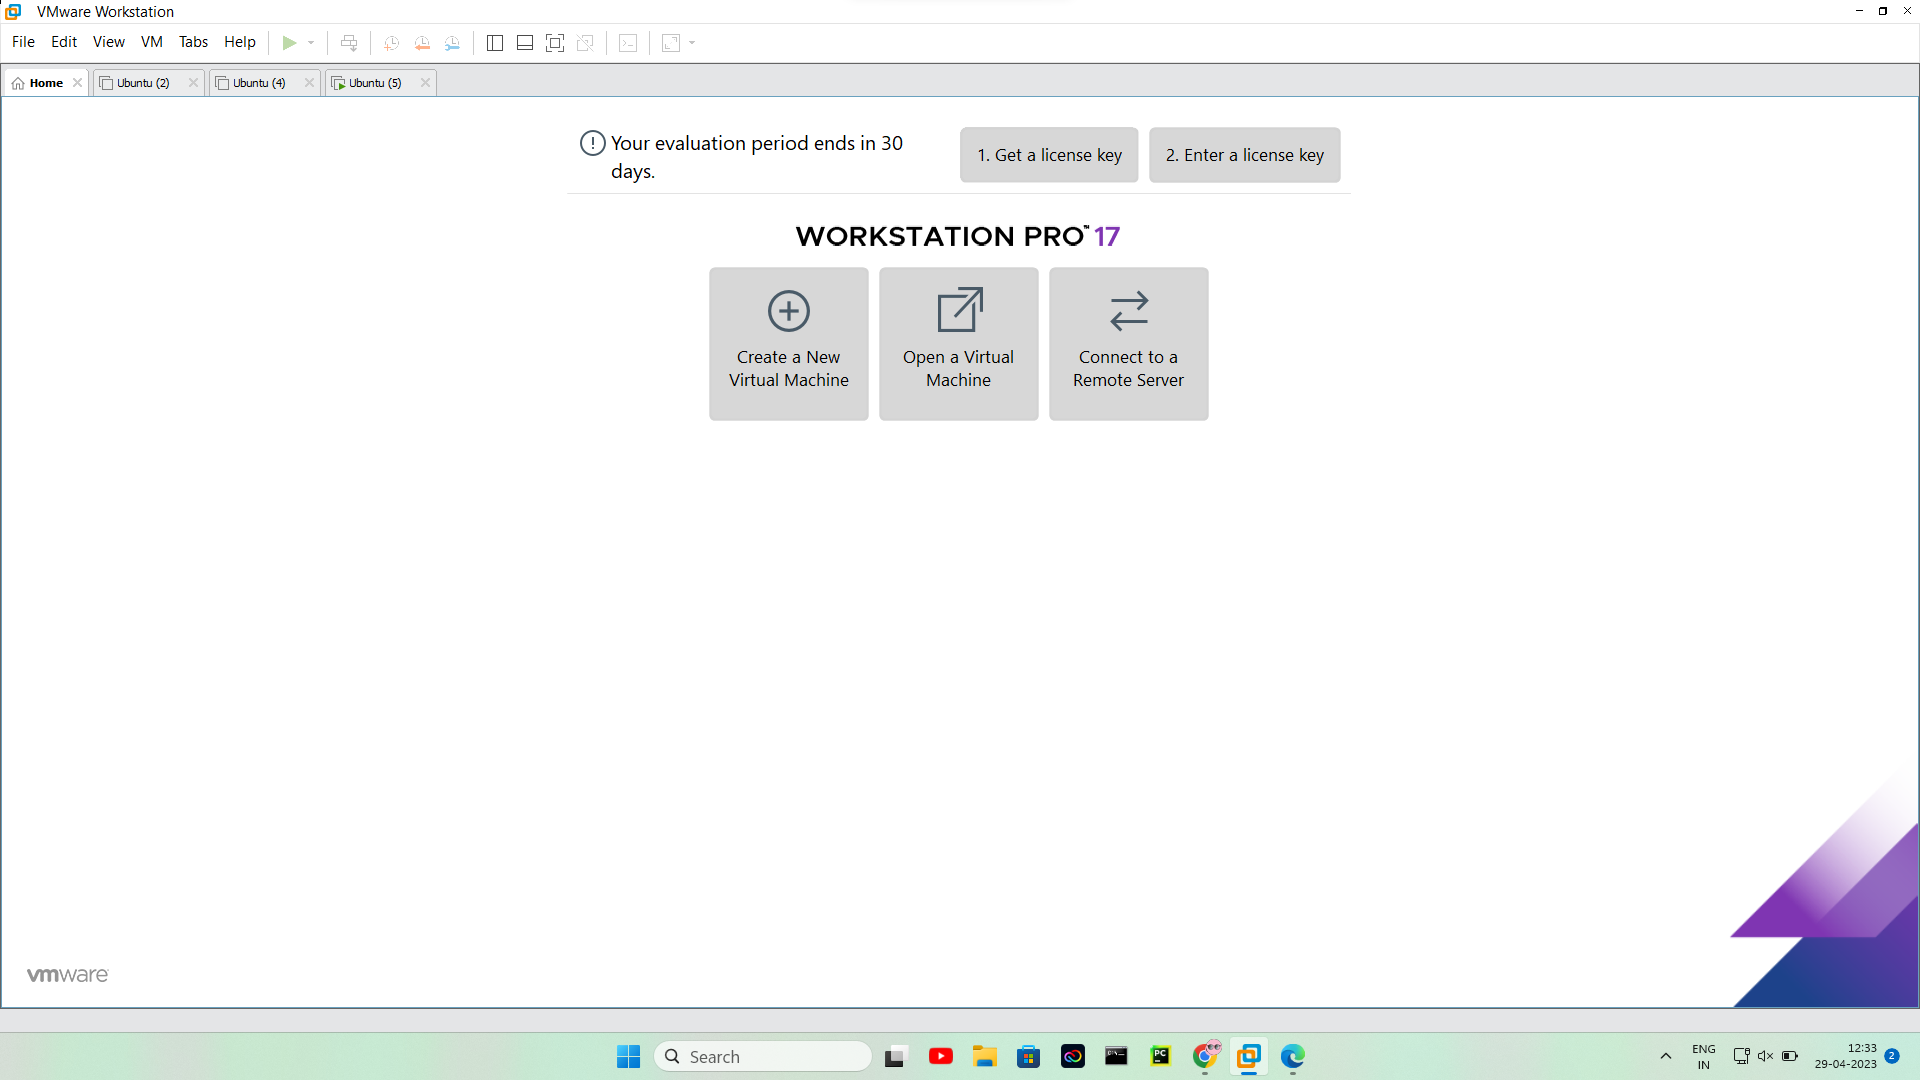 VMware Workstation
File Edit View VM Tabs Help
Home Ubuntu (2) Ubuntu (4) Ubuntu (5)
Your evaluation period ends in 30
days.
1. Get a license key
2. Enter a license key
WORKSTATION PRO™ 17
Create a New
Virtual Machine
Open a Virtual
Machine
Connect to a
Remote Server
vmware
Search
PC
ENG
IN
12:33
29-04-2023
2